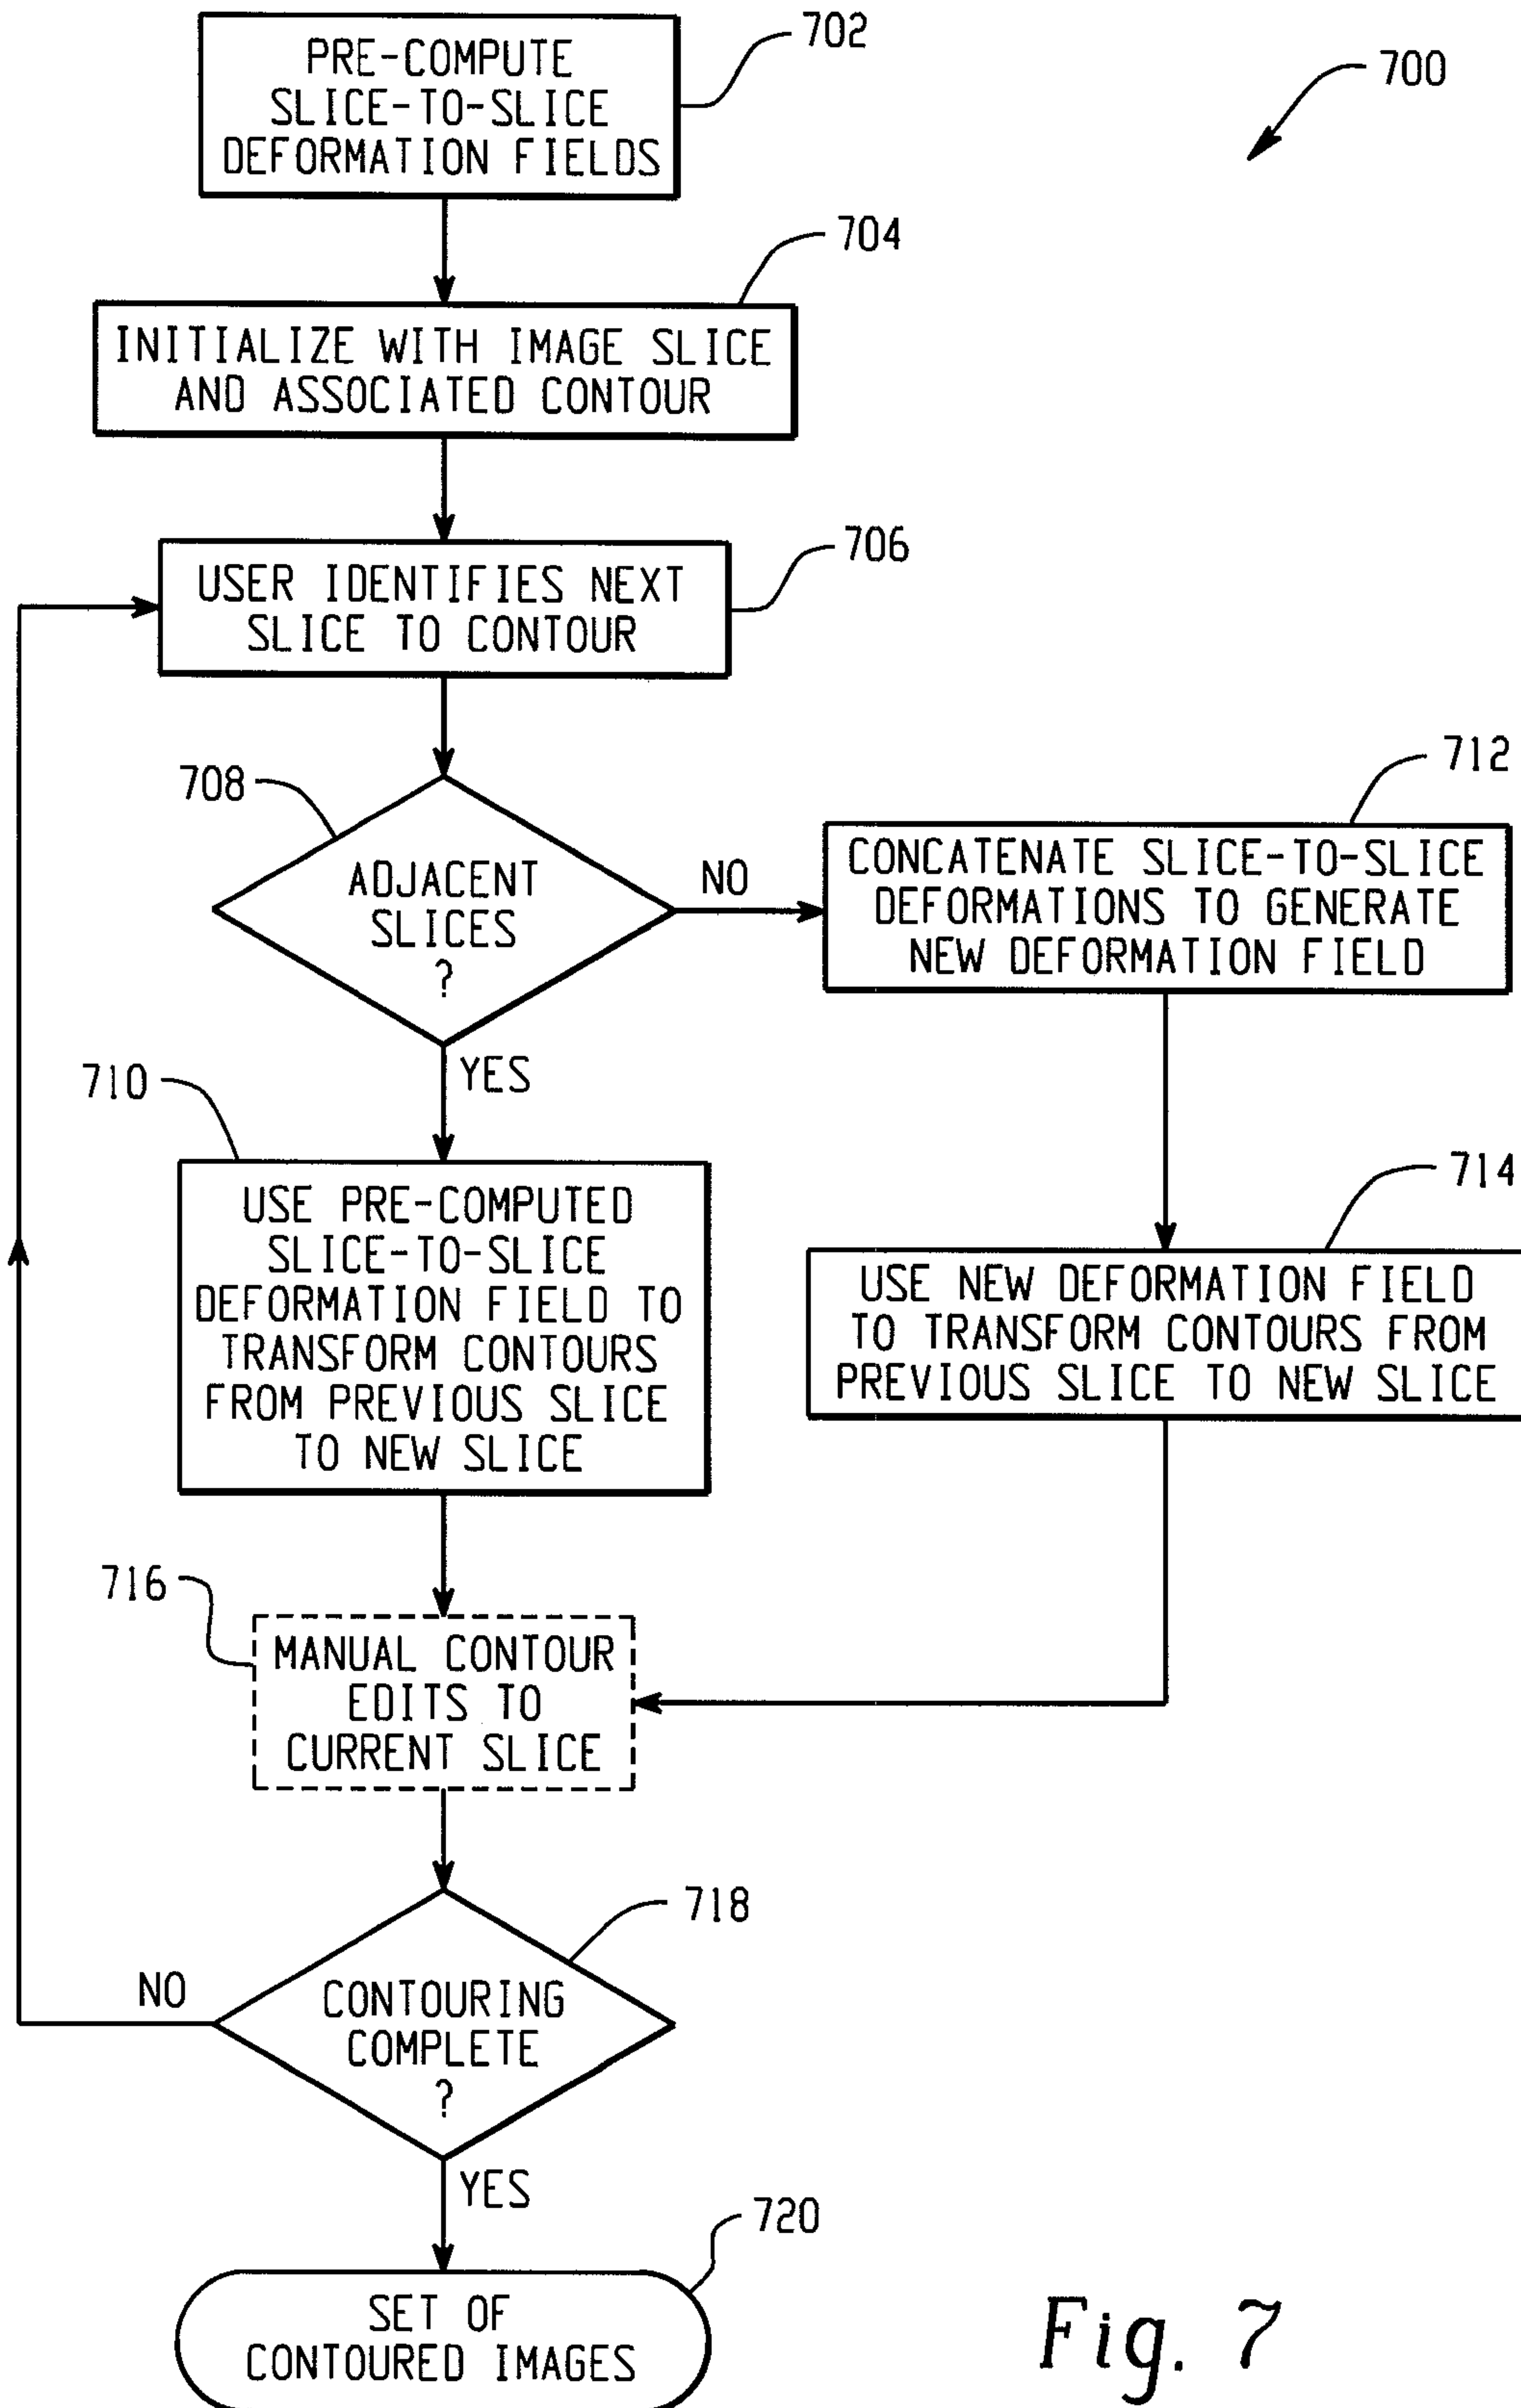 702
PRE-COMPUTE
SLICE-TO-SLICE
DEFORMATION FIELDS
700
704
INITIALIZE WITH IMAGE SLICE
AND ASSOCIATED CONTOUR
706
USER IDENTIFIES NEXT
SLICE TO CONTOUR
708
ADJACENT
SLICES
?
NO
YES
712
CONCATENATE SLICE-TO-SLICE
DEFORMATIONS TO GENERATE
NEW DEFORMATION FIELD
710
USE PRE-COMPUTED
SLICE-TO-SLICE
DEFORMATION FIELD TO
TRANSFORM CONTOURS
FROM PREVIOUS SLICE
TO NEW SLICE
714
USE NEW DEFORMATION FIELD
TO TRANSFORM CONTOURS FROM
PREVIOUS SLICE TO NEW SLICE
716
MANUAL CONTOUR
EDITS TO
CURRENT SLICE
718
CONTOURING
COMPLETE
?
NO
YES
720
SET OF
CONTOURED IMAGES
Fig. 7